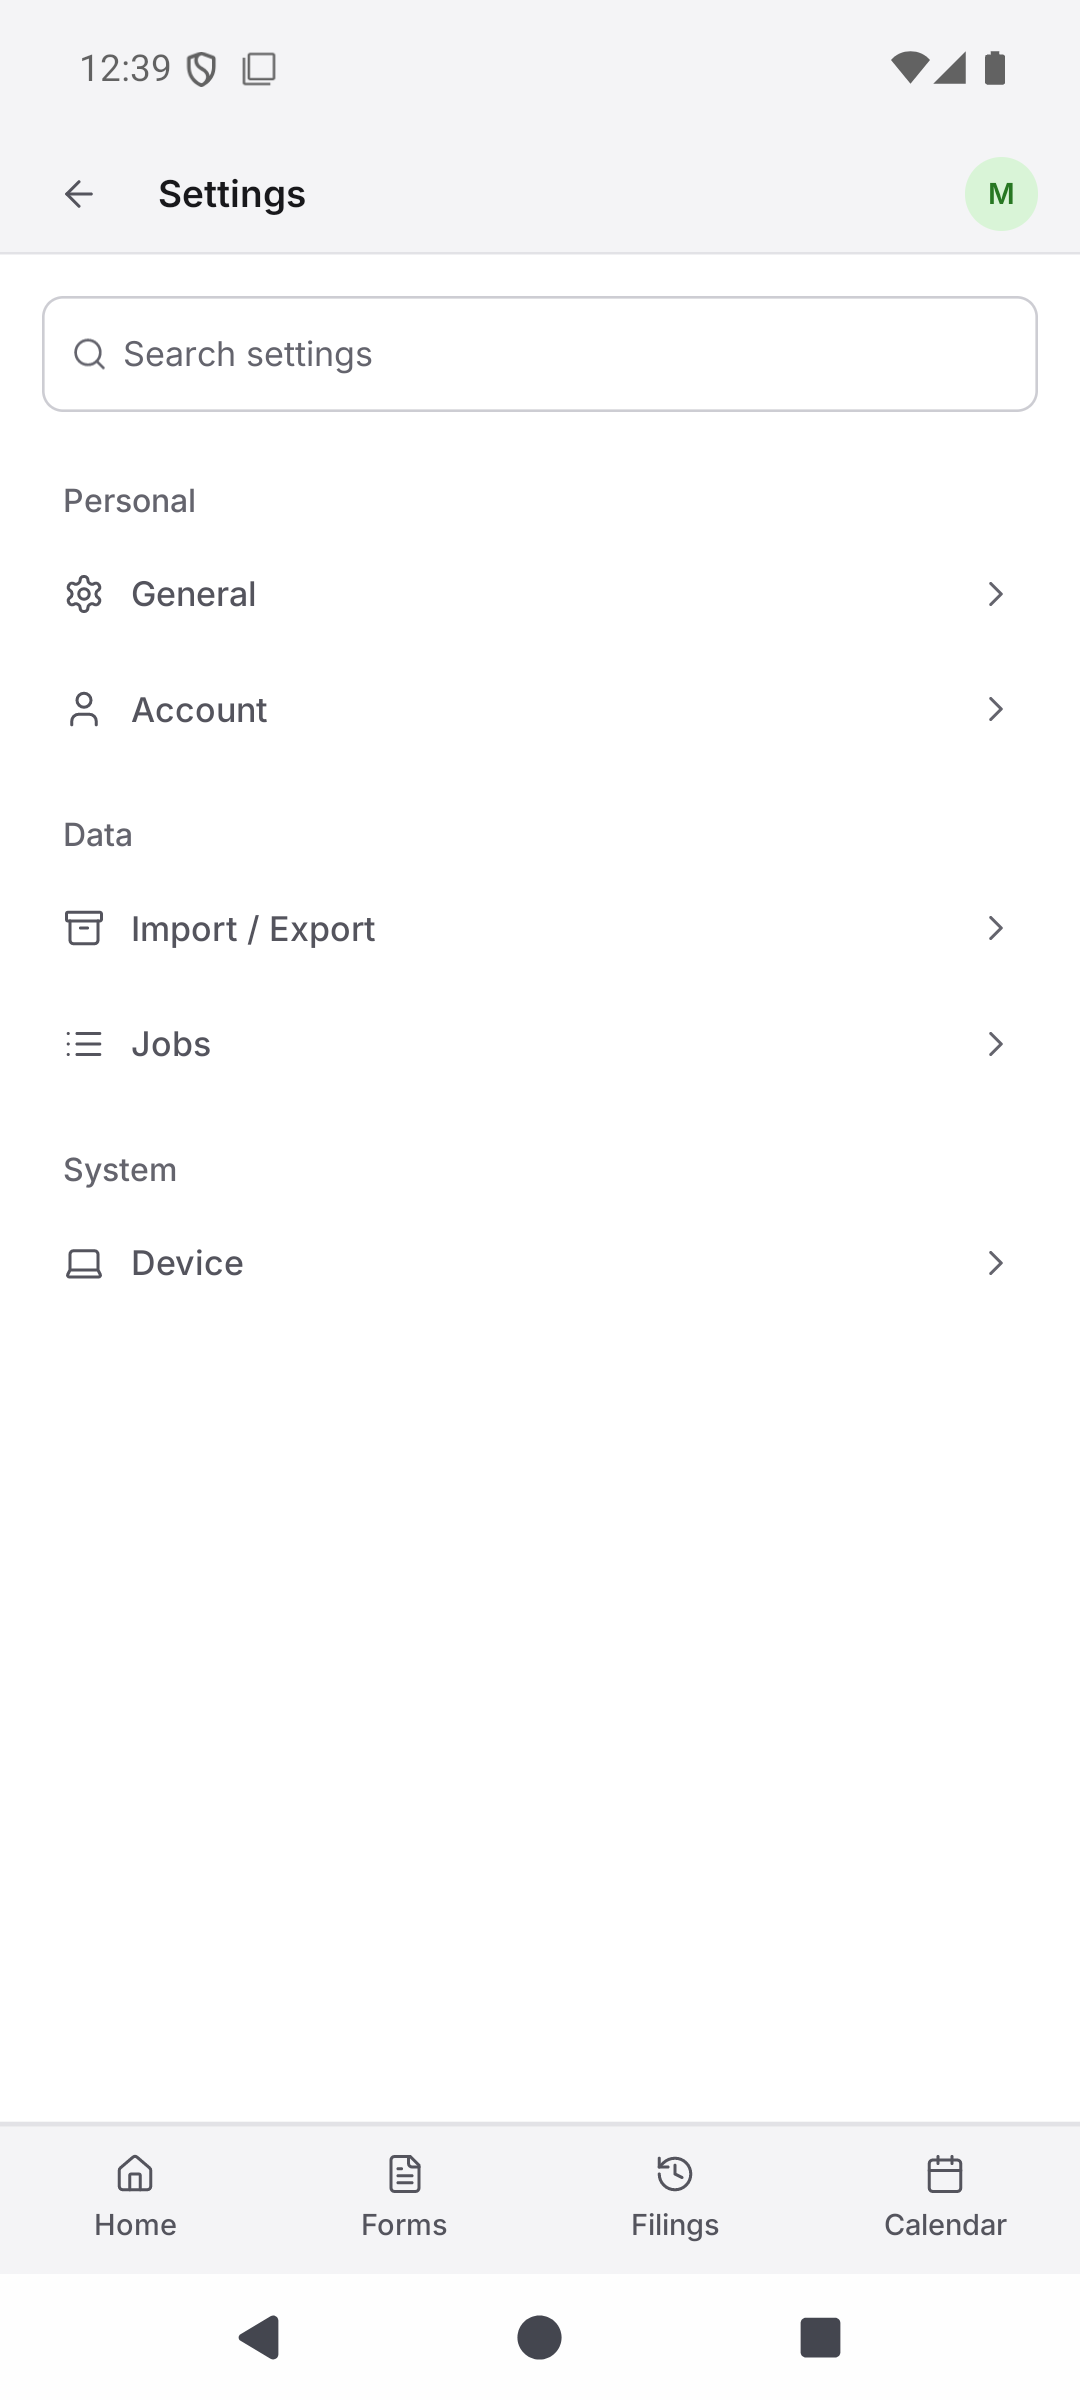 12:39
Settings
M
Search settings
Personal
General
Account
Data
Import / Export
Jobs
System
Device
Home
Forms
Filings
Calendar